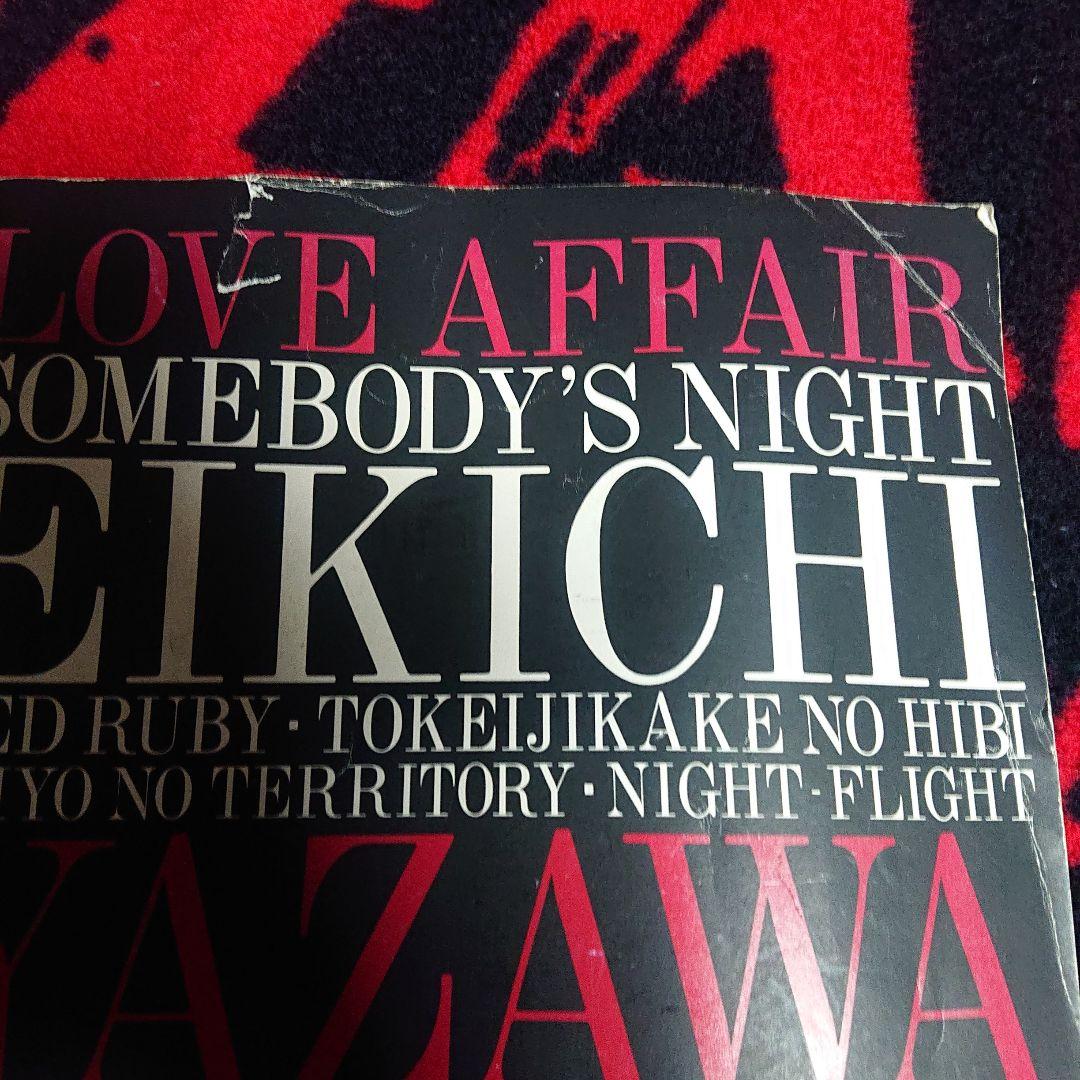 LOVE AFFAIR
SOMEBODY'S NIGHT
EIKICHI
ED RUBY · TOKEIJIKAKE NO HIBI
IYO NO TERRITORY · NIGHT-FLIGHT
YAZAWA